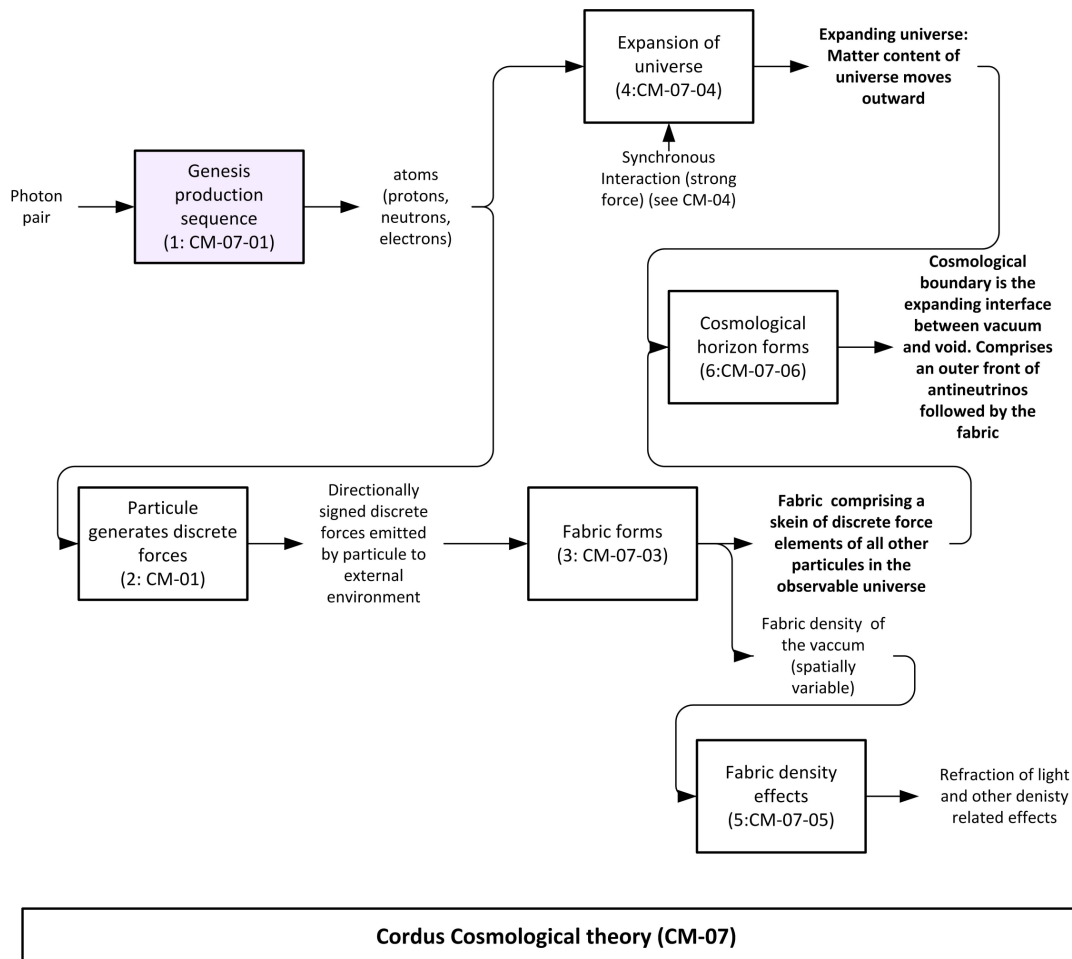 Expansion of
universe
(4:CM-07-04)
Expanding universe:
Matter content of
universe moves
outward
Synchronous
Interaction (strong
force) (see CM-04)
Photon
pair
Genesis
production
sequence
(1: CM-07-01)
atoms
(protons,
neutrons,
electrons)
Cosmological
horizon forms
(6:CM-07-06)
Cosmological
boundary is the
expanding interface
between vacuum
and void. Comprises
an outer front of
antineutrinos
followed by the
fabric
Particule
generates discrete
forces
(2: CM-01)
Directionally
signed discrete
forces emitted
by particule to
external
environment
Fabric forms
(3: CM-07-03)
Fabric comprising a
skein of discrete force
elements of all other
particules in the
observable universe
Fabric density of
the vaccum
(spatially
variable)
Fabric density
effects
(5:CM-07-05)
Refraction of light
and other denisty
related effects
Cordus Cosmological theory (CM-07)